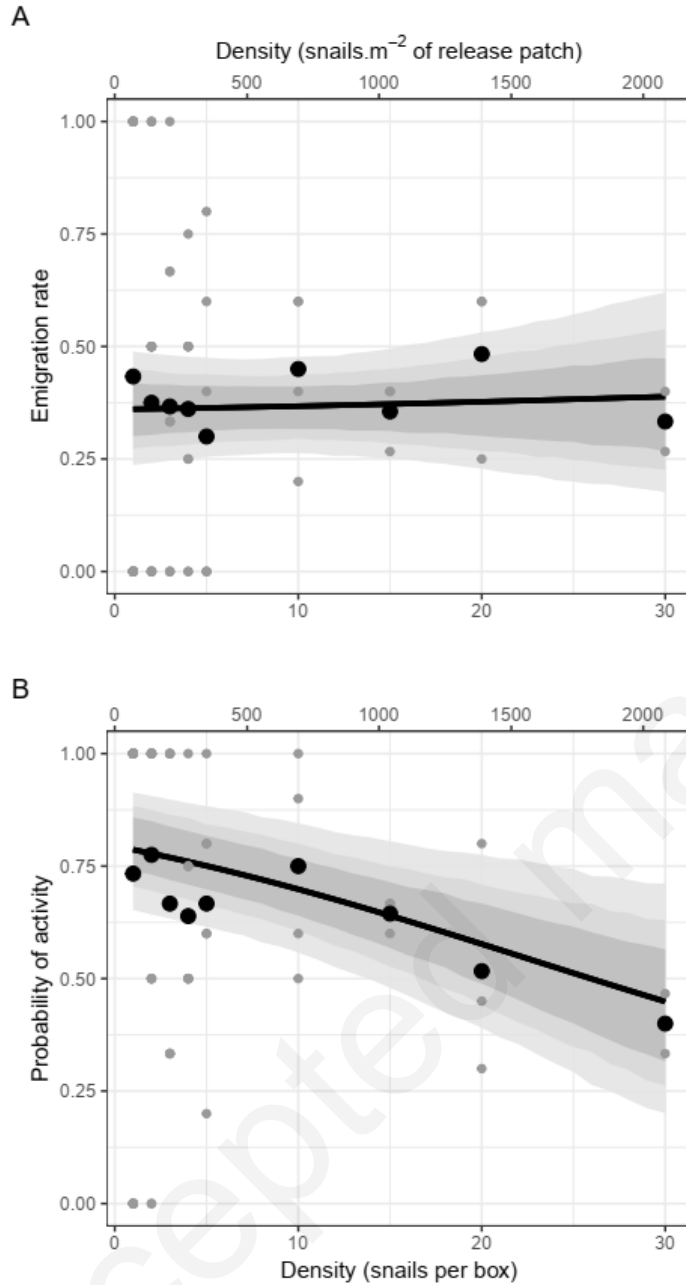 A
Density (snails.m⁻² of release patch)
0 500 1000 1500 2000
1.00
0.75
0.50
0.25
0.00
Emigration rate
0 10 20 30
B
0 500 1000 1500 2000
1.00
0.75
0.50
0.25
0.00
Probability of activity
0 10 20 30
Density (snails per box)
cepted ma